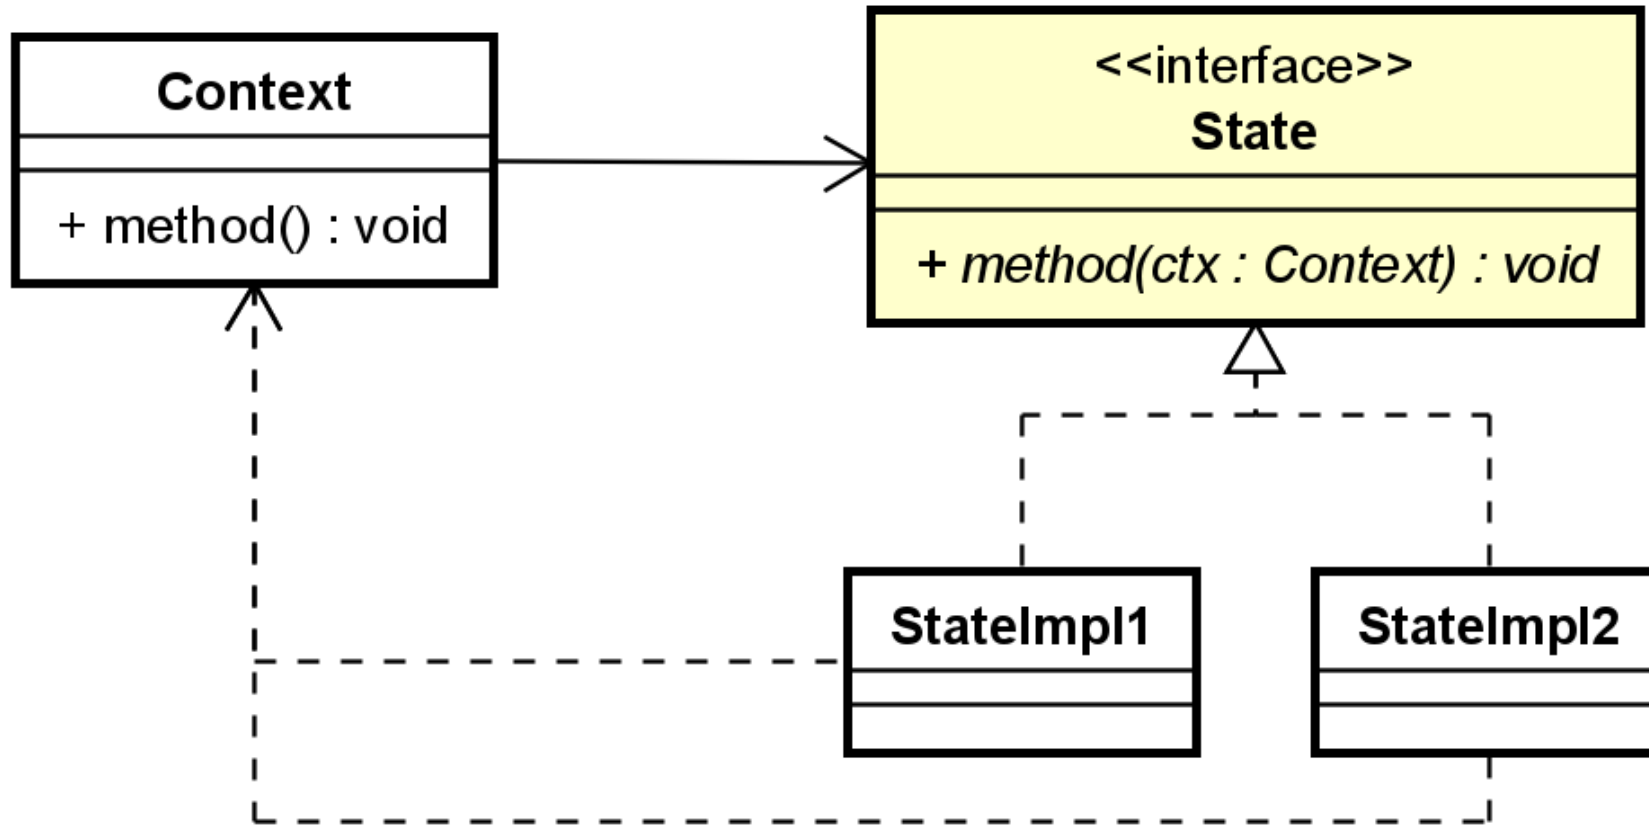 Context
+ method() : void
<<interface>>
State
+ method(ctx : Context) : void
StateImpl1
StateImpl2